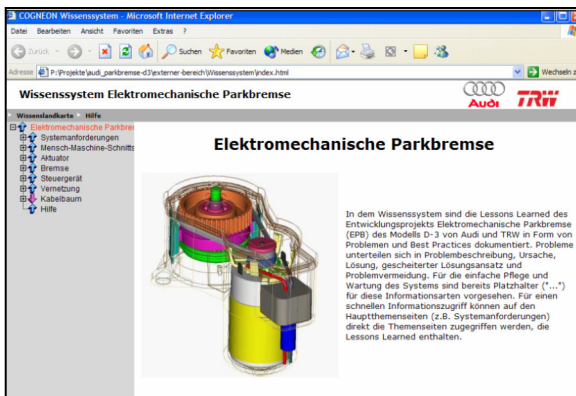 COGNEON Wissenssystem - Microsoft Internet Explorer
Datei Bearbeiten Ansicht Favoriten Extras ?
Zurück Suchen Favoriten Medien
Adresse P:\Projekte\audi_parkbremse-d3\externer-bereich\Wissenssystem\index.html Wechseln z
Wissenssystem Elektromechanische Parkbremse
Audi TRW
Wissenslandkarte Hilfe
Elektromechanische Parkbre
Systemanforderungen
Mensch-Maschine-Schnitts
Aktuator
Bremse
Steuergerät
Vernetzung
Kabelbaum
Hilfe
Elektromechanische Parkbremse
In dem Wissenssystem sind die Lessons Learned des
Entwicklungsprojekts Elektromechanische Parkbremse
(EPB) des Modells D-3 von Audi und TRW in Form von
Problemen und Best Practices dokumentiert. Probleme
unterteilen sich in Problembeschreibung, Ursache,
Lösung, gescheiterter Lösungsansatz und
Problemvermeidung. Für die einfache Pflege und
Wartung des Systems sind bereits Platzhalter ("...")
für diese Informationsarten vorgesehen. Für einen
schnellen Informationszugriff können auf den
Hauptthemenseiten (z.B. Systemanforderungen)
direkt die Themenseiten zugegriffen werden, die
Lessons Learned enthalten.